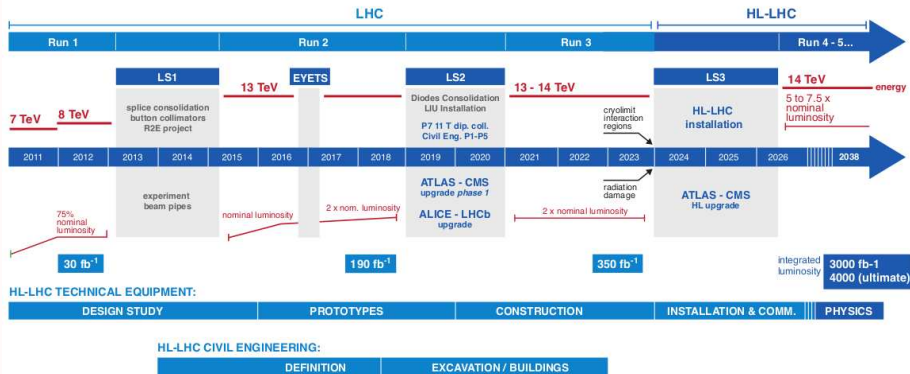 LHC
HL-LHC
Run 1
Run 2
Run 3
Run 4 - 5...
LS1
EYETS
LS2
LS3
7 TeV
8 TeV
13 TeV
13 - 14 TeV
14 TeV
energy
splice consolidation
button collimators
R2E project
Diodes Consolidation
LIU Installation
P7 11 T dip. coll.
Civil Eng. P1-P5
cryolimit
interaction
regions
HL-LHC
installation
5 to 7.5 x
nominal
luminosity
2011 2012 2013 2014 2015 2016 2017 2018 2019 2020 2021 2022 2023 2024 2025 2026 2038
75%
nominal
luminosity
experiment
beam pipes
nominal luminosity
2 x nom. luminosity
ATLAS - CMS
upgrade phase 1
ALICE - LHCb
upgrade
2 x nominal luminosity
radiation
damage
ATLAS - CMS
HL upgrade
30 fb-1
190 fb-1
350 fb-1
integrated
luminosity
3000 fb-1
4000 (ultimate)
HL-LHC TECHNICAL EQUIPMENT:
DESIGN STUDY
PROTOTYPES
CONSTRUCTION
INSTALLATION & COMM.
PHYSICS
HL-LHC CIVIL ENGINEERING:
DEFINITION
EXCAVATION / BUILDINGS